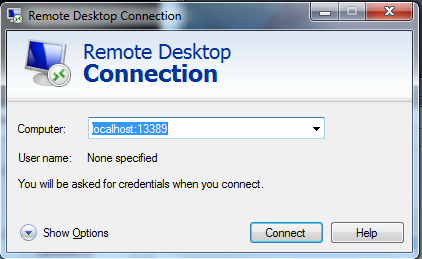 Remote Desktop Connection
Remote Desktop
Connection
Computer:
localhost:13389
User name: None specified
You will be asked for credentials when you connect.
Show Options
Connect
Help